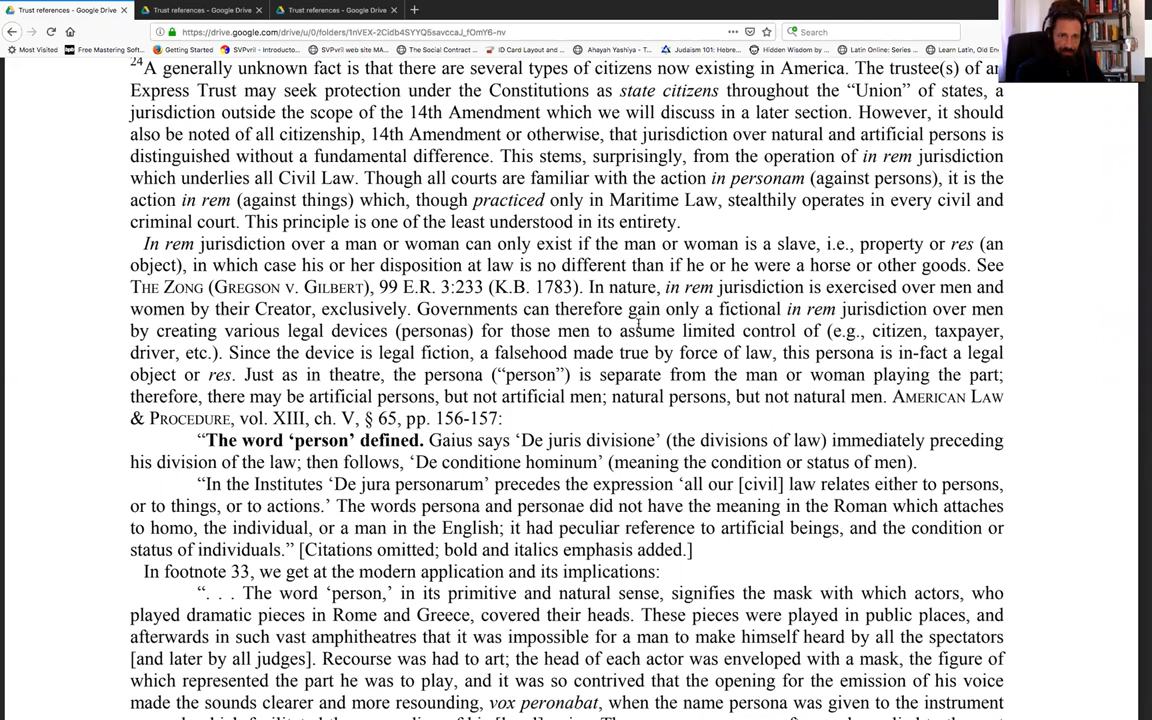 Trust references - Google Drive × Trust references - Google Drive × Trust references - Google Drive × +
https://drive.google.com/drive/u/0/folders/1nVEX-2Cidb4SYYQ5savccaJ_fOmY6-nv Search
Most Visited Free Mastering Softw... Getting Started SVPvril - Introducto... SVPvril web site MA... The Social Contract ... ID Card Layout and ... Ahayah Yashiya - T... Judaism 101: Hebre... Hidden Wisdom by ... Latin Online: Series ... Learn Latin, Old En
24 A generally unknown fact is that there are several types of citizens now existing in America. The trustee(s) of an
Express Trust may seek protection under the Constitutions as state citizens throughout the “Union” of states, a
jurisdiction outside the scope of the 14th Amendment which we will discuss in a later section. However, it should
also be noted of all citizenship, 14th Amendment or otherwise, that jurisdiction over natural and artificial persons is
distinguished without a fundamental difference. This stems, surprisingly, from the operation of in rem jurisdiction
which underlies all Civil Law. Though all courts are familiar with the action in personam (against persons), it is the
action in rem (against things) which, though practiced only in Maritime Law, stealthily operates in every civil and
criminal court. This principle is one of the least understood in its entirety.
In rem jurisdiction over a man or woman can only exist if the man or woman is a slave, i.e., property or res (an
object), in which case his or her disposition at law is no different than if he or he were a horse or other goods. See
THE ZONG (GREGSON V. GILBERT), 99 E.R. 3:233 (K.B. 1783). In nature, in rem jurisdiction is exercised over men and
women by their Creator, exclusively. Governments can therefore gain only a fictional in rem jurisdiction over men
by creating various legal devices (personas) for those men to assume limited control of (e.g., citizen, taxpayer,
driver, etc.). Since the device is legal fiction, a falsehood made true by force of law, this persona is in-fact a legal
object or res. Just as in theatre, the persona (“person”) is separate from the man or woman playing the part;
therefore, there may be artificial persons, but not artificial men; natural persons, but not natural men. AMERICAN LAW
& PROCEDURE, vol. XIII, ch. V, § 65, pp. 156-157:
“The word ‘person’ defined. Gaius says ‘De juris divisione’ (the divisions of law) immediately preceding
his division of the law; then follows, ‘De conditione hominum’ (meaning the condition or status of men).
“In the Institutes ‘De jura personarum’ precedes the expression ‘all our [civil] law relates either to persons,
or to things, or to actions.’ The words persona and personae did not have the meaning in the Roman which attaches
to homo, the individual, or a man in the English; it had peculiar reference to artificial beings, and the condition or
status of individuals.” [Citations omitted; bold and italics emphasis added.]
In footnote 33, we get at the modern application and its implications:
“. . . The word ‘person,’ in its primitive and natural sense, signifies the mask with which actors, who
played dramatic pieces in Rome and Greece, covered their heads. These pieces were played in public places, and
afterwards in such vast amphitheatres that it was impossible for a man to make himself heard by all the spectators
[and later by all judges]. Recourse was had to art; the head of each actor was enveloped with a mask, the figure of
which represented the part he was to play, and it was so contrived that the opening for the emission of his voice
made the sounds clearer and more resounding, vox peronabat, when the name persona was given to the instrument